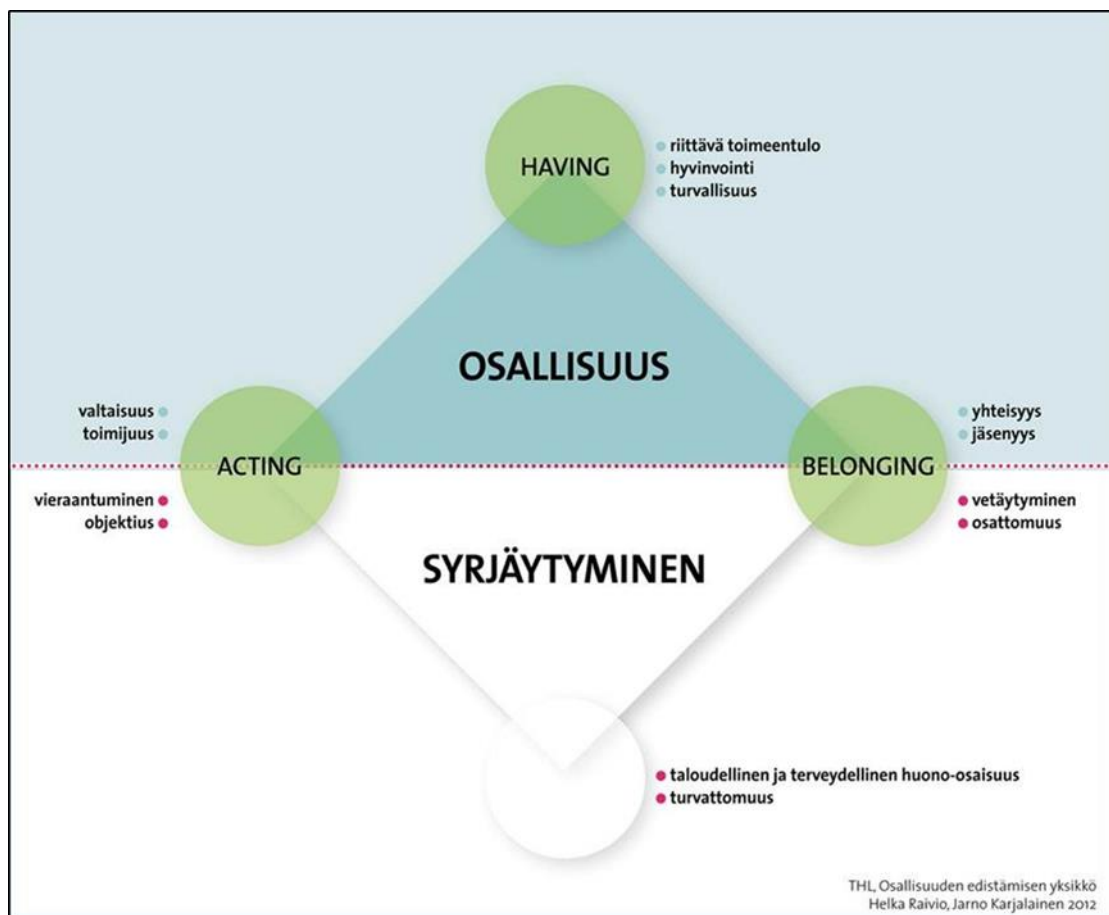 HAVING
riittävä toimeentulo
hyvinvointi
turvallisuus
OSALLISUUS
valtaisuus
toimijuus
ACTING
vieraantuminen
objektius
yhteisyys
jäsenyys
BELONGING
vetäytyminen
osattomuus
SYRJÄYTYMINEN
taloudellinen ja terveydellinen huono-osaisuus
turvattomuus
THL, Osallisuuden edistämisen yksikkö
Helka Raivio, Jarno Karjalainen 2012